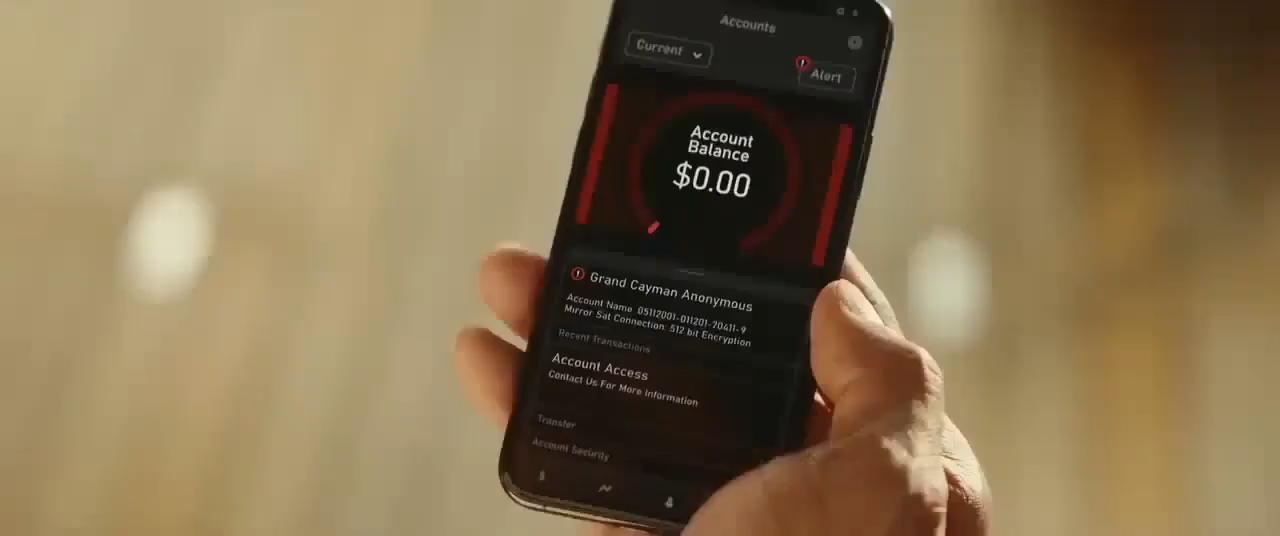 Accounts
Current
Alert
Account
Balance
$0.00
Grand Cayman Anonymous
Account Name 05112001-011201-70411-9
Mirror Sat Connection: 512 bit Encryption
Recent Transactions
Account Access
Contact Us For More Information
Transfer
Account Security